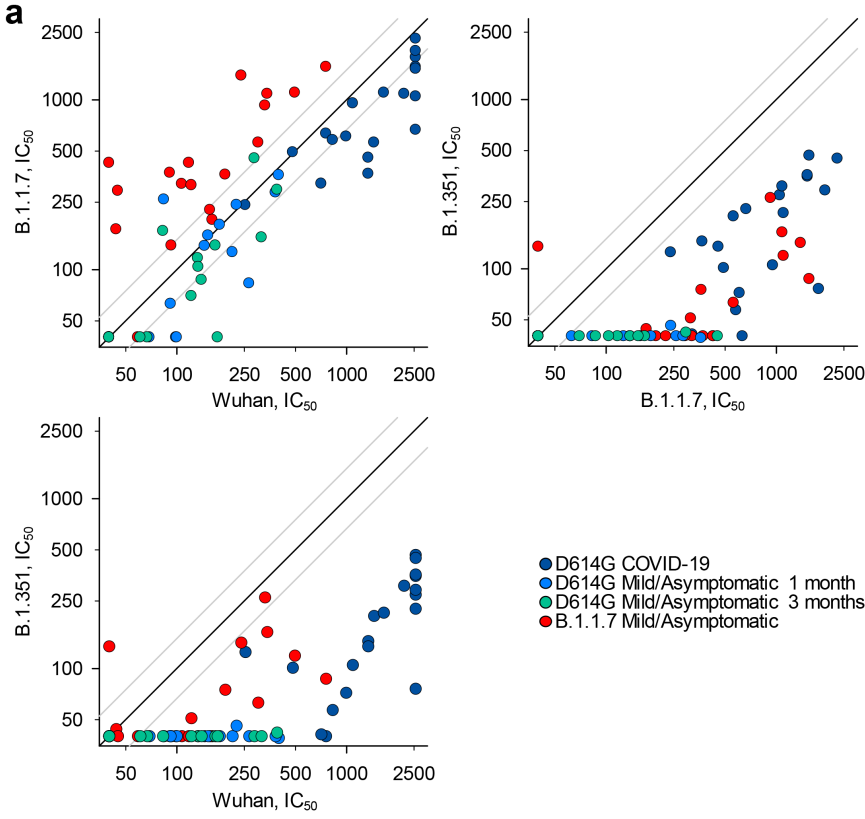 a
2500
1000
500
250
100
50
B.1.1.7, IC50
50 100 250 500 1000 2500
Wuhan, IC50
2500
1000
500
250
100
50
B.1.351, IC50
50 100 250 500 1000 2500
B.1.1.7, IC50
2500
1000
500
250
100
50
B.1.351, IC50
50 100 250 500 1000 2500
Wuhan, IC50
D614G COVID-19
D614G Mild/Asymptomatic 1 month
D614G Mild/Asymptomatic 3 months
B.1.1.7 Mild/Asymptomatic